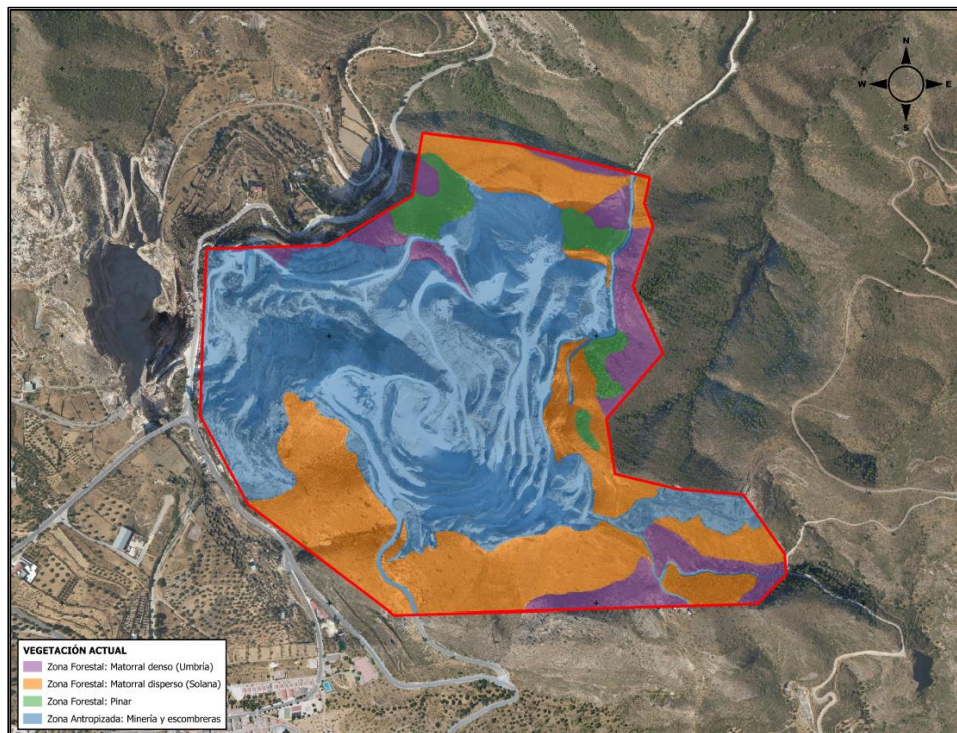 N
W
E
S
VEGETACIÓN ACTUAL
Zona Forestal: Matorral denso (Umbría)
Zona Forestal: Matorral disperso (Solana)
Zona Forestal: Pinar
Zona Antropizada: Minería y escombreras